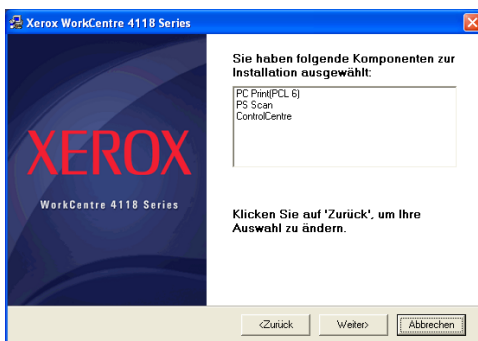 Xerox WorkCentre 4118 Series
Sie haben folgende Komponenten zur
Installation ausgewählt:
PC Print(PCL 6)
PS Scan
ControlCentre
XEROX
WorkCentre 4118 Series
Klicken Sie auf 'Zurück', um Ihre
Auswahl zu ändern.
<Zurück
Weiter>
Abbrechen